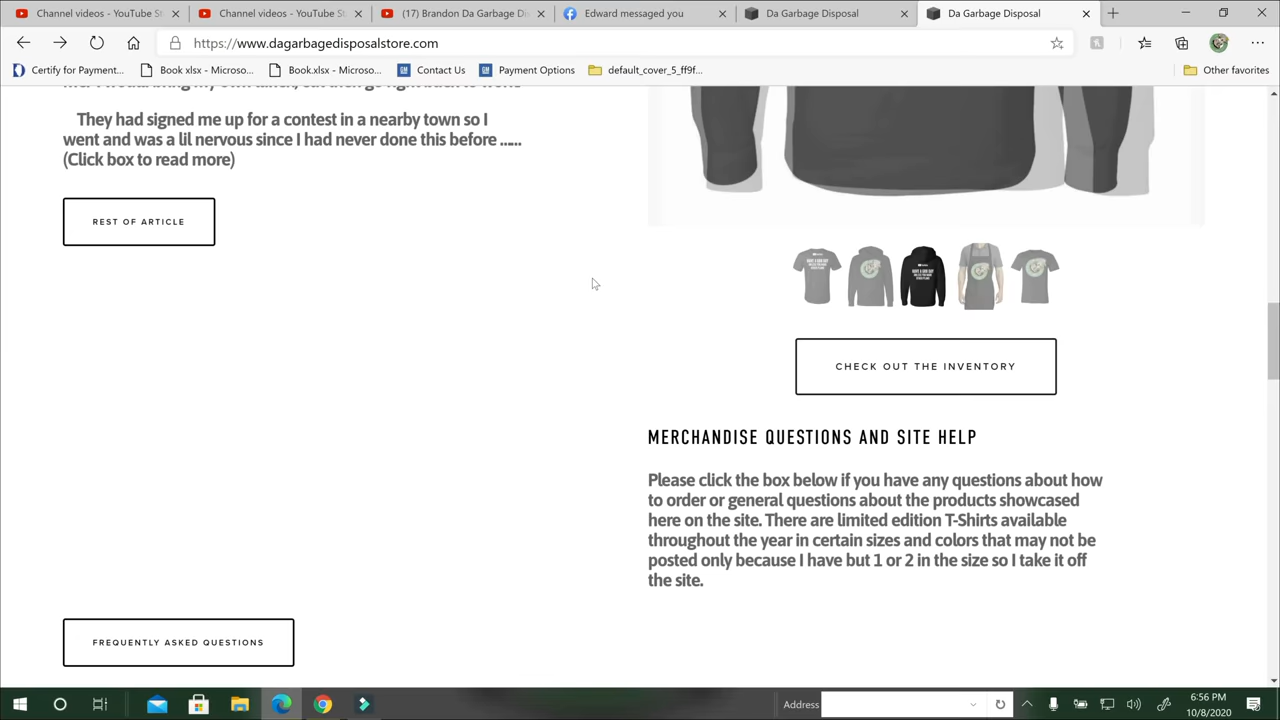 Channel videos - YouTube St
Channel videos - YouTube St
(17) Brandon Da Garbage Di
Edward messaged you
Da Garbage Disposal
Da Garbage Disposal
https://www.dagarbagedisposalstore.com
Certify for Payment...
Book xlsx - Microso...
Book.xlsx - Microso...
GM
Contact Us
GM
Payment Options
default_cover_5_ff9f...
Other favorites
They had signed me up for a contest in a nearby town so I
went and was a lil nervous since I had never done this before ......
(Click box to read more)
REST OF ARTICLE
CHECK OUT THE INVENTORY
MERCHANDISE QUESTIONS AND SITE HELP
Please click the box below if you have any questions about how
to order or general questions about the products showcased
here on the site. There are limited edition T-Shirts available
throughout the year in certain sizes and colors that may not be
posted only because I have but 1 or 2 in the size so I take it off
the site.
FREQUENTLY ASKED QUESTIONS
Address
6:56 PM
10/8/2020